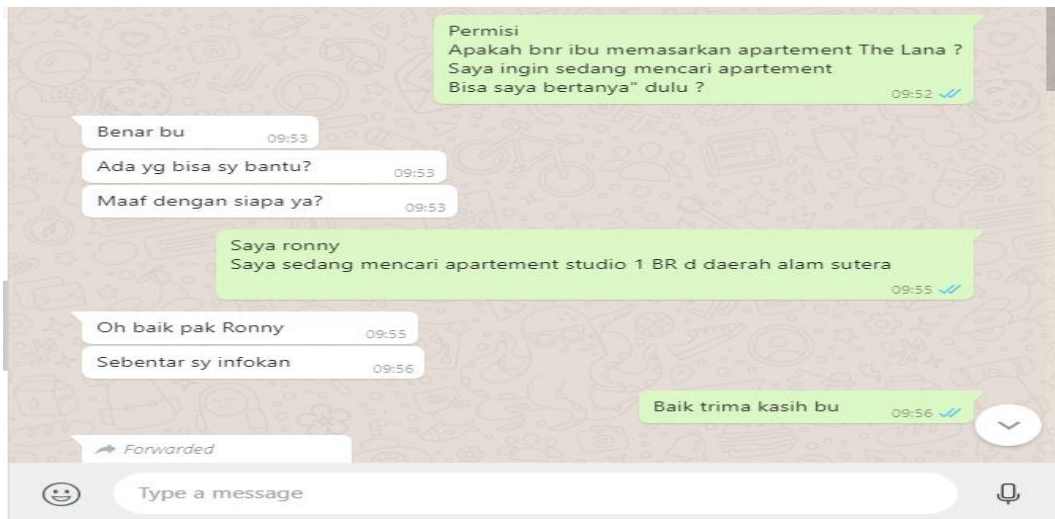 Permisi
Apakah bnr ibu memasarkan apartement The Lana ?
Saya ingin sedang mencari apartement
Bisa saya bertanya" dulu ?
09:52
Benar bu
09:53
Ada yg bisa sy bantu?
09:53
Maaf dengan siapa ya?
09:53
Saya ronny
Saya sedang mencari apartement studio 1 BR d daerah alam sutera
09:55
Oh baik pak Ronny
09:55
Sebentar sy infokan
09:56
Baik trima kasih bu
09:56
Forwarded
Type a message